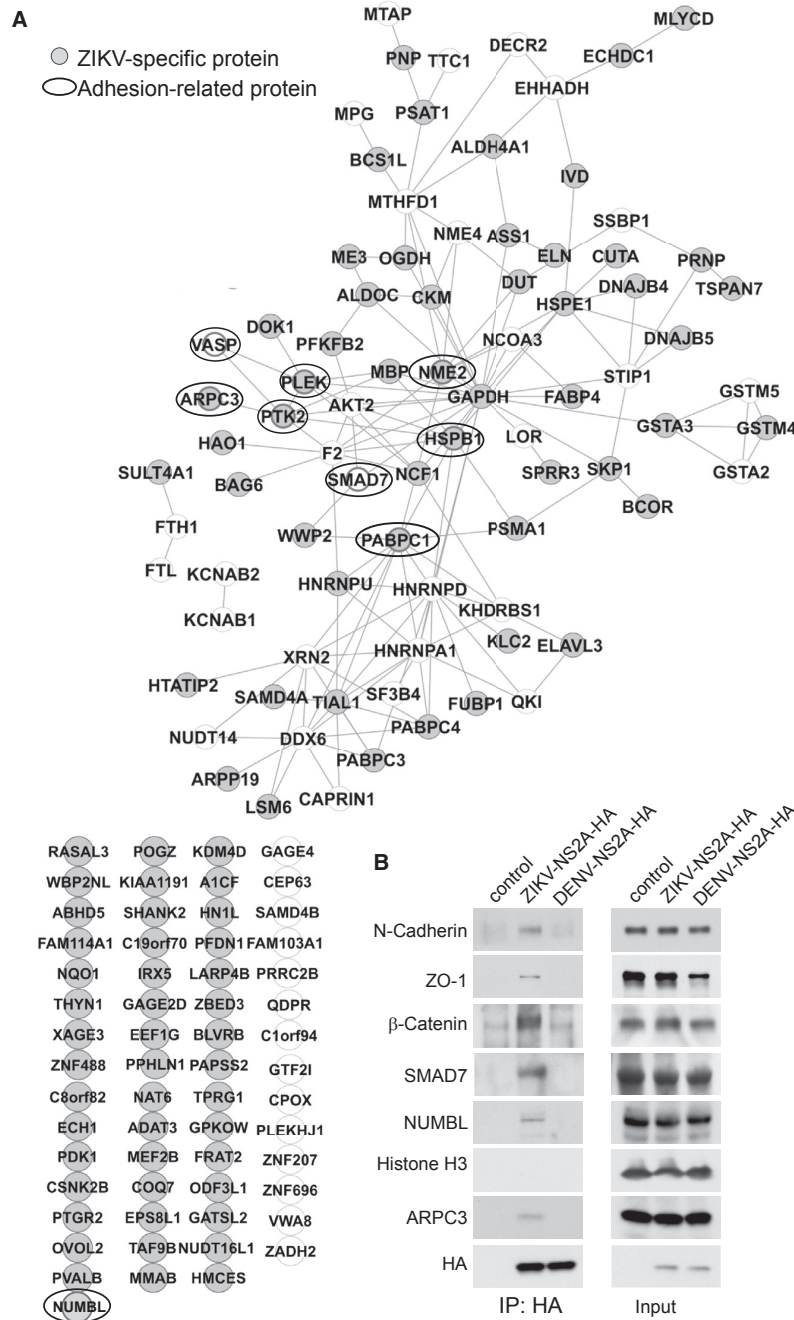 A
ZIKV-specific protein
Adhesion-related protein
MTAP
MLYCD
DECR2
PNP TTC1
ECHDC1
EHHADH
MPG
PSAT1
BCS1L
ALDH4A1
IVD
MTHFD1
SSBP1
NME4 ASS1
ME3 OGDH
ELN CUTA PRNP
ALDOC CKM
DUT
HSPE1
DNAJB4
TSPAN7
DOK1
VASP
PFKFB2
NCOA3
DNAJB5
PLEK
MBP
NME2
STIP1
GSTM5
ARPC3
PTK2
AKT2
GAPDH
FABP4
GSTA3
GSTM4
HAO1
F2
HSPB1
LOR
SULT4A1
BAG6
SMAD7
NCF1
SPRR3
SKP1
GSTA2
BCOR
FTH1
WWP2
PABPC1
PSMA1
FTL
KCNAB2
HNRNPU
HNRNPD
KHDRBS1
KCNAB1
KLC2 ELAVL3
XRN2
HNRNPA1
HTATIP2
SAMD4A TIAL1
SF3B4
FUBP1 QKI
NUDT14
DDX6
PABPC4
PABPC3
ARPP19
LSM6
CAPRIN1
RASAL3 POGZ KDM4D GAGE4
WBP2NL KIAA1191 A1CF CEP63
ABHD5 SHANK2 HN1L SAMD4B
FAM114A1 C19orf70 PFDN1 FAM103A1
NQO1 IRX5 LARP4B PRRC2B
THYN1 GAGE2D ZBED3 QDPR
XAGE3 EEF1G BLVRB C1orf94
ZNF488 PPHLN1 PAPSS2 GTF2I
C8orf82 NAT6 TPRG1 CPOX
ECH1 ADAT3 GPKOW PLEKHJ1
PDK1 MEF2B FRAT2 ZNF207
CSNK2B COQ7 ODF3L1 ZNF696
PTGR2 EPS8L1 GATSL2 VWA8
OVOL2 TAF9B NUDT16L1 ZADH2
PVALB MMAB HMCES
NUMBL
B
control
ZIKV-NS2A-HA
DENV-NS2A-HA
control
ZIKV-NS2A-HA
DENV-NS2A-HA
N-Cadherin
ZO-1
β-Catenin
SMAD7
NUMBL
Histone H3
ARPC3
HA
IP: HA
Input